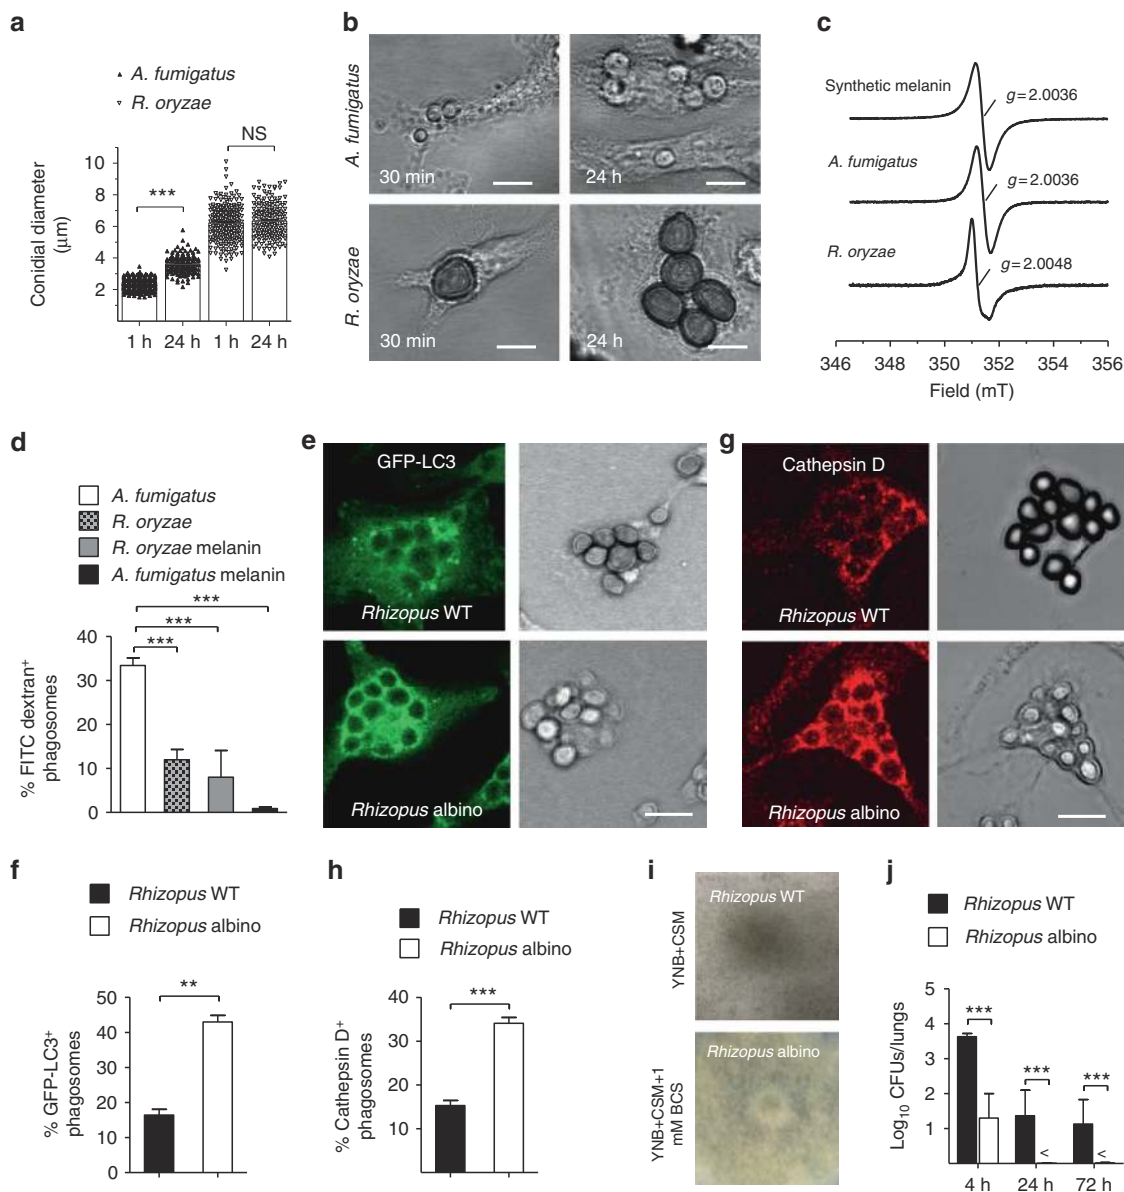 a
A. fumigatus
R. oryzae
NS
***
10
8
6
4
2
Conidial diameter
(μm)
1 h 24 h 1 h 24 h
b
A. fumigatus
30 min
24 h
R. oryzae
30 min
24 h
c
Synthetic melanin
g=2.0036
A. fumigatus
g=2.0036
R. oryzae
g=2.0048
346 348 350 352 354 356
Field (mT)
d
A. fumigatus
R. oryzae
R. oryzae melanin
A. fumigatus melanin
***
***
***
40
30
20
10
0
% FITC dextran+
phagosomes
e
GFP-LC3
Rhizopus WT
Rhizopus albino
g
Cathepsin D
Rhizopus WT
Rhizopus albino
f
Rhizopus WT
Rhizopus albino
**
50
40
30
20
10
0
% GFP-LC3+
phagosomes
h
Rhizopus WT
Rhizopus albino
***
40
30
20
10
% Cathepsin D+
phagosomes
i
Rhizopus WT
YNB+CSM
Rhizopus albino
YNB+CSM+1
mM BCS
j
Rhizopus WT
Rhizopus albino
5
4
3
2
1
***
***
***
< <
Log10 CFUs/lungs
4 h 24 h 72 h